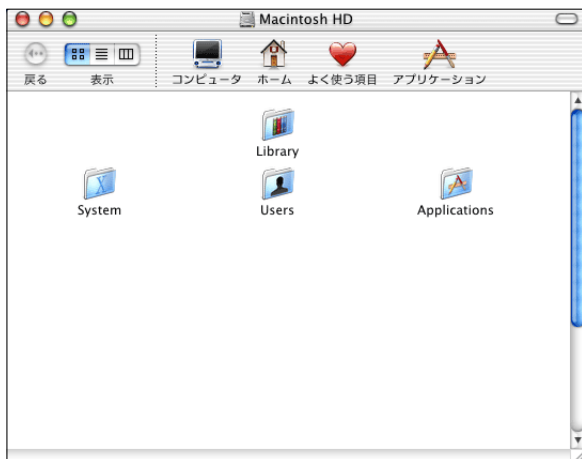 Macintosh HD
戻る 表示 コンピュータ ホーム よく使う項目 アプリケーション
Library
System Users Applications